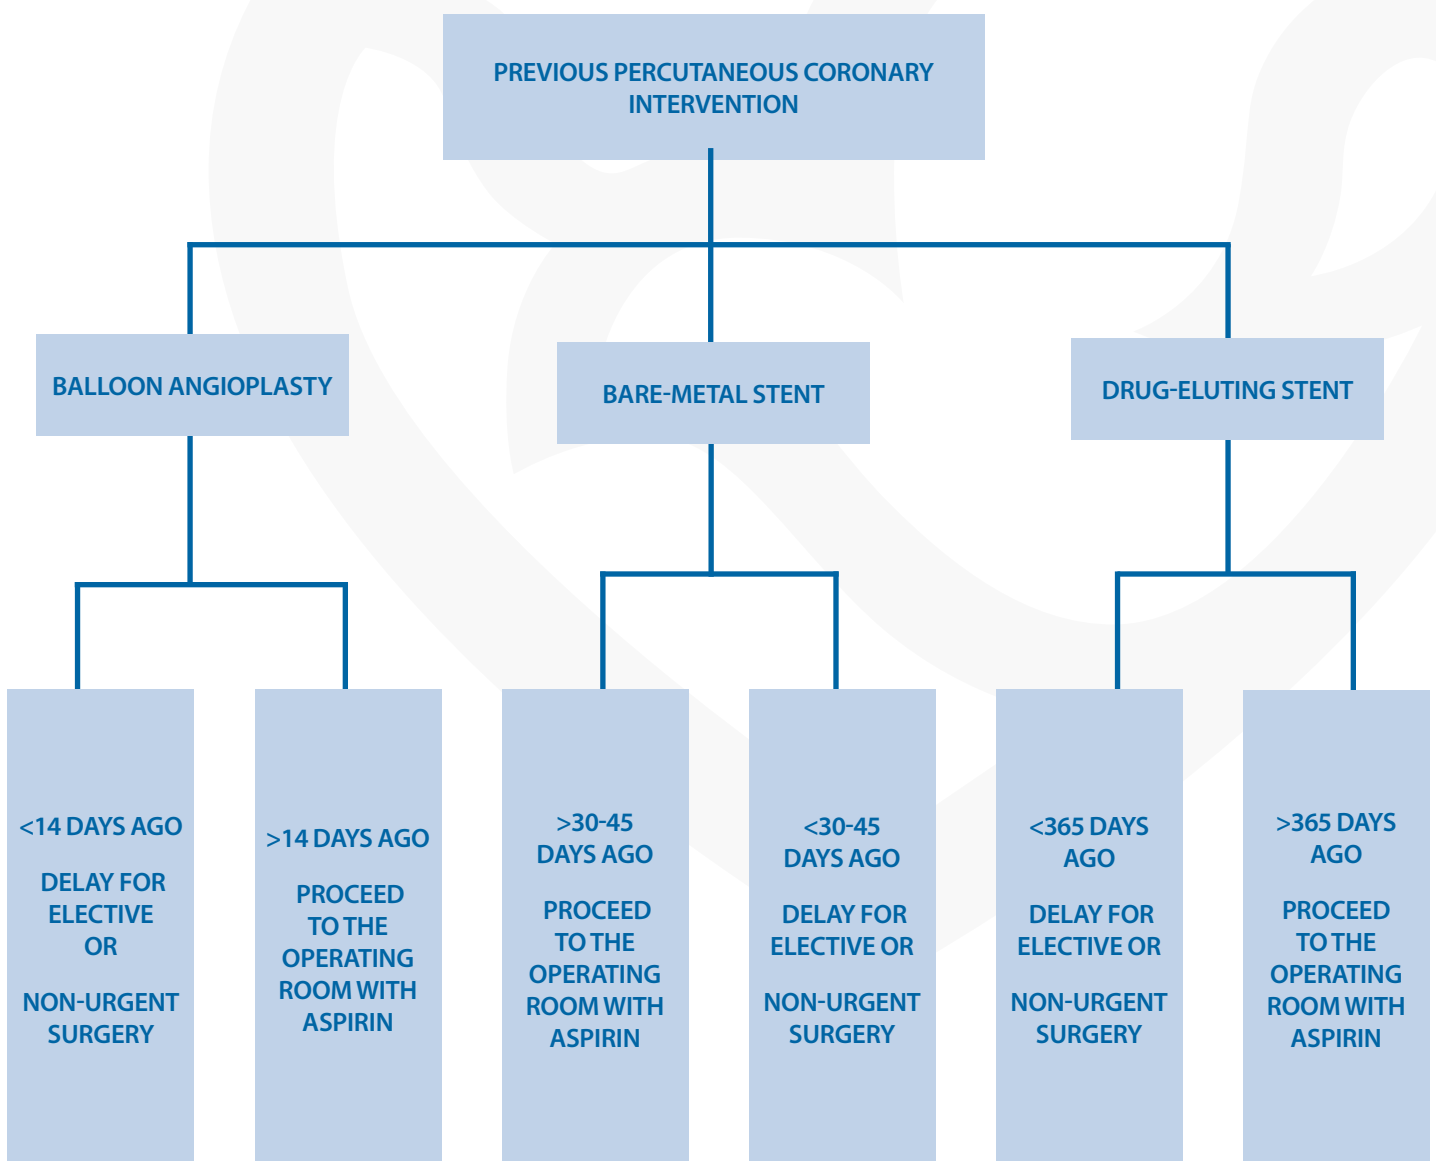 PREVIOUS PERCUTANEOUS CORONARY
INTERVENTION
BALLOON ANGIOPLASTY
BARE-METAL STENT
DRUG-ELUTING STENT
<14 DAYS AGO
DELAY FOR
ELECTIVE
OR
NON-URGENT
SURGERY
>14 DAYS AGO
PROCEED
TO THE
OPERATING
ROOM WITH
ASPIRIN
>30-45
DAYS AGO
PROCEED
TO THE
OPERATING
ROOM WITH
ASPIRIN
<30-45
DAYS AGO
DELAY FOR
ELECTIVE OR
NON-URGENT
SURGERY
<365 DAYS
AGO
DELAY FOR
ELECTIVE OR
NON-URGENT
SURGERY
>365 DAYS
AGO
PROCEED
TO THE
OPERATING
ROOM WITH
ASPIRIN